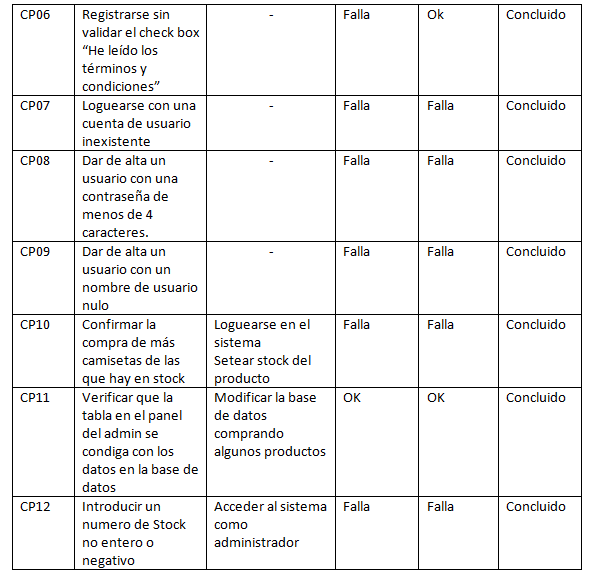 CP06 Registrarse sin - Falla Ok Concluido
validar el check box
“He leído los
términos y
condiciones”
CP07 Loguearse con una - Falla Falla Concluido
cuenta de usuario
inexistente
CP08 Dar de alta un - Falla Falla Concluido
usuario con una
contraseña de
menos de 4
caracteres.
CP09 Dar de alta un - Falla Falla Concluido
usuario con un
nombre de usuario
nulo
CP10 Confirmar la Loguearse en el Falla Falla Concluido
compra de más sistema
camisetas de las Setear stock del
que hay en stock producto
CP11 Verificar que la Modificar la base OK OK Concluido
tabla en el panel de datos
del admin se comprando
condiga con los algunos productos
datos en la base de
datos
CP12 Introducir un Acceder al sistema Falla Falla Concluido
numero de Stock como
no entero o administrador
negativo